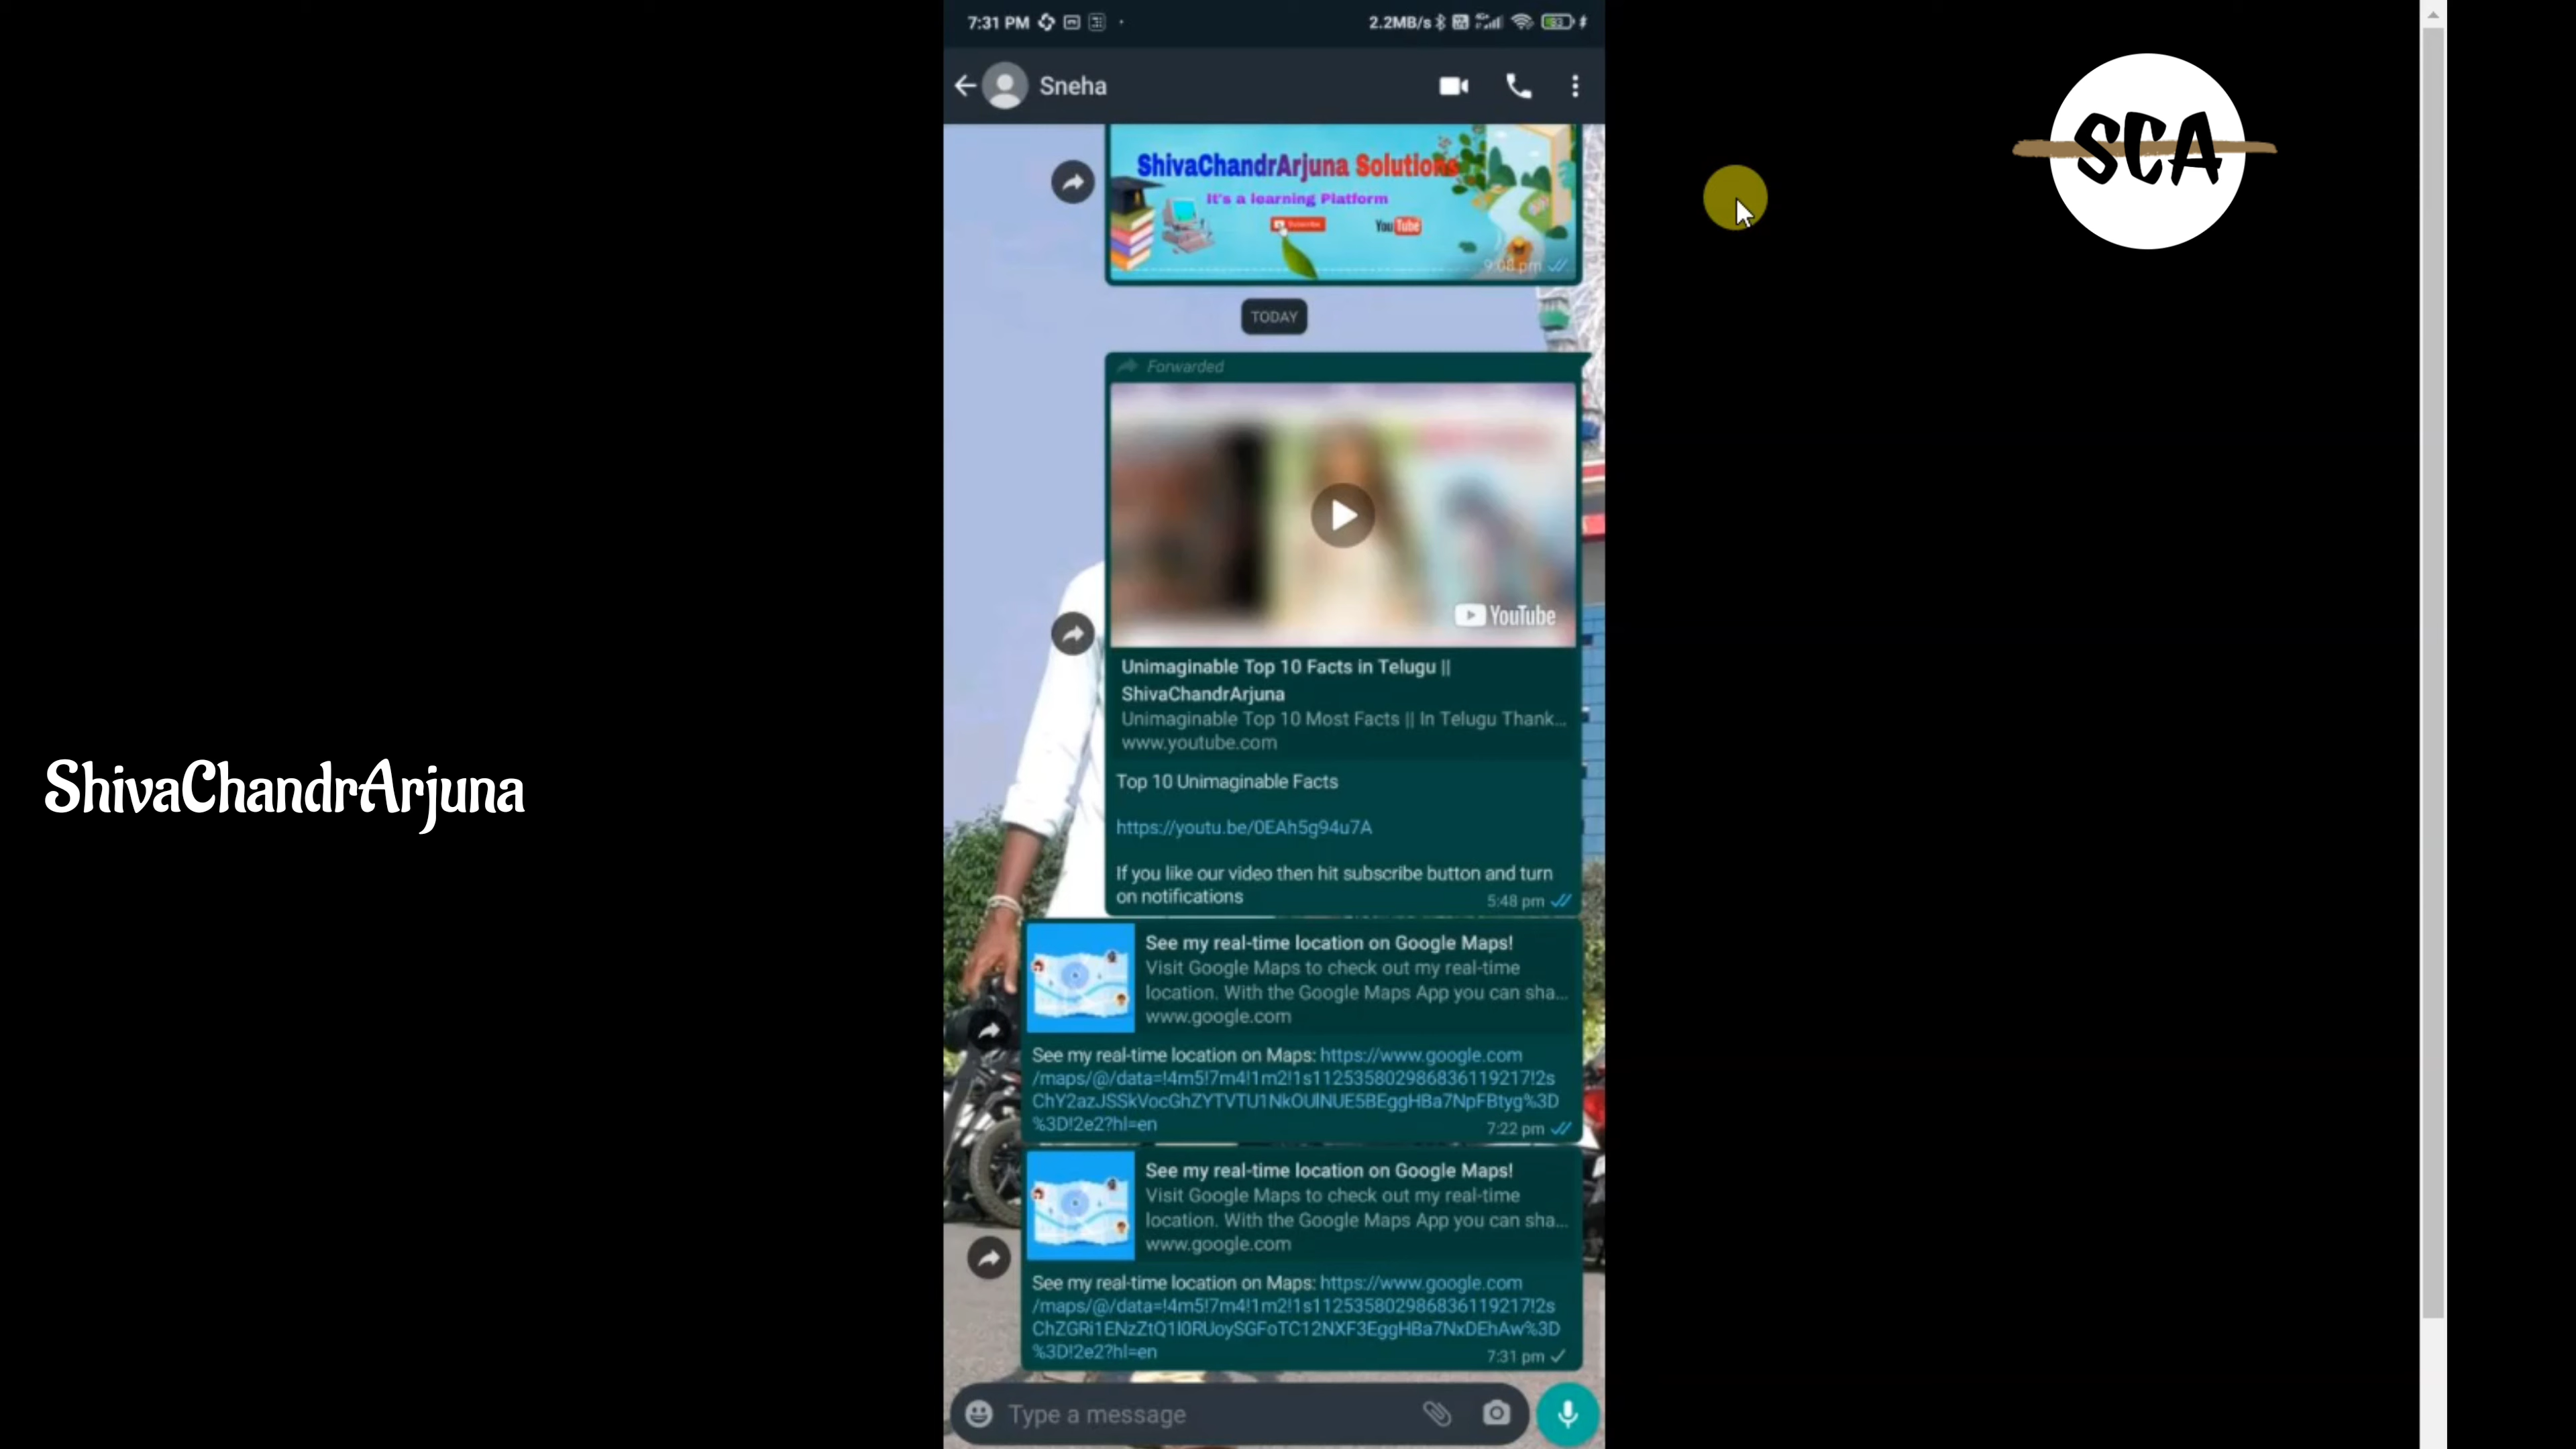 7:31 PM
2.2MB/s
Sneha
SCA
ShivaChandrArjuna Solutions
It's a learning Platform
Subscribe
YouTube
9:08 pm
TODAY
Forwarded
YouTube
Unimaginable Top 10 Facts in Telugu ||
ShivaChandrArjuna
Unimaginable Top 10 Most Facts || In Telugu Thank...
www.youtube.com
Top 10 Unimaginable Facts
https://youtu.be/0EAh5g94u7A
If you like our video then hit subscribe button and turn
on notifications
5:48 pm
ShivaChandrArjuna
See my real-time location on Google Maps!
Visit Google Maps to check out my real-time
location. With the Google Maps App you can sha...
www.google.com
See my real-time location on Maps: https://www.google.com
/maps/@/data=!4m5!7m4!1m2!1s112535802986836119217!2s
ChY2azJSSkVocGhZYTVTU1NkOUlNUE5BEggHBa7NpFBtyg%3D
%3D!2e2?hl=en
7:22 pm
See my real-time location on Google Maps!
Visit Google Maps to check out my real-time
location. With the Google Maps App you can sha...
www.google.com
See my real-time location on Maps: https://www.google.com
/maps/@/data=!4m5!7m4!1m2!1s112535802986836119217!2s
ChZGRi1ENzZtQ1l0RUoySGFoTC12NXF3EggHBa7NxDEhAw%3D
%3D!2e2?hl=en
7:31 pm
Type a message